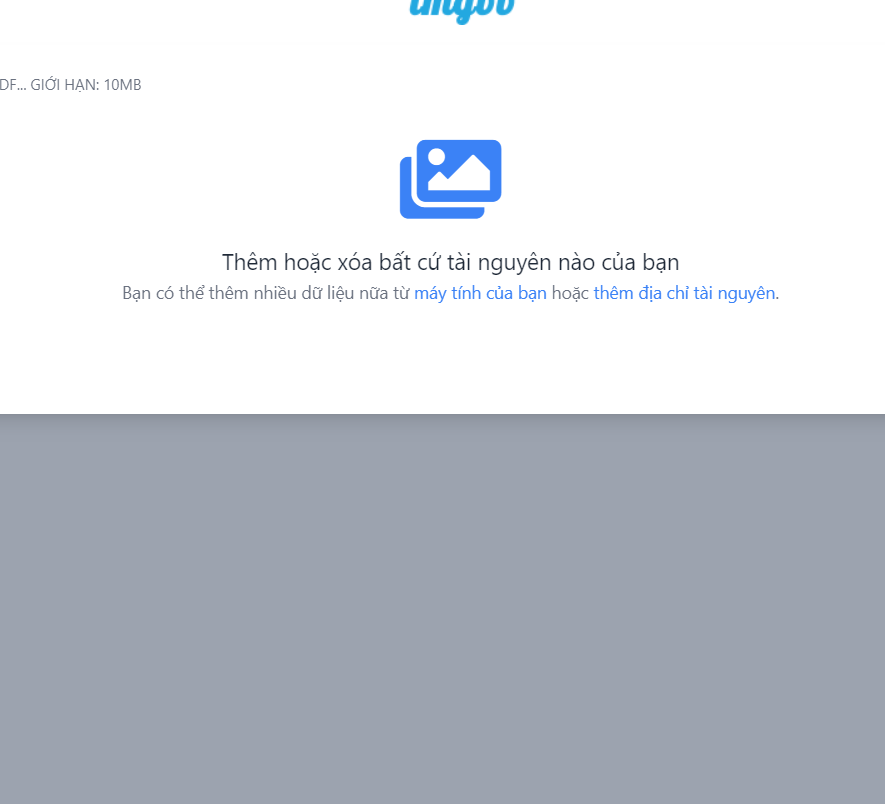 DF... GIỚI HẠN: 10MB
Thêm hoặc xóa bất cứ tài nguyên nào của bạn
Bạn có thể thêm nhiều dữ liệu nữa từ máy tính của bạn hoặc thêm địa chỉ tài nguyên.